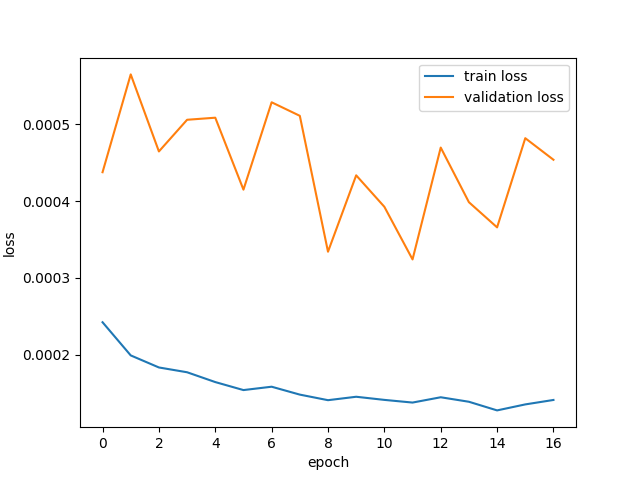 train loss
validation loss
0.0005
0.0004
0.0003
0.0002
loss
0 2 4 6 8 10 12 14 16
epoch